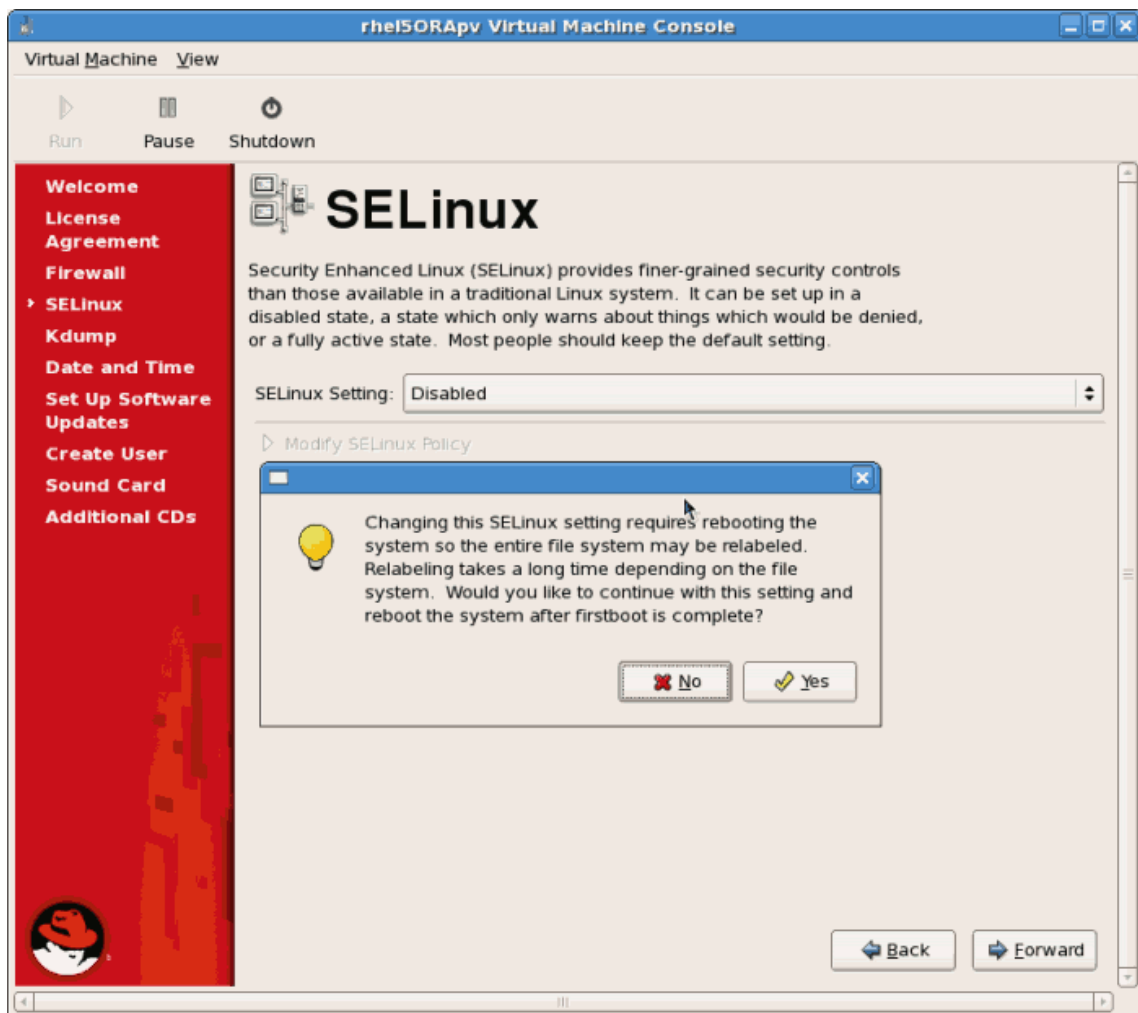 rhel5ORApv Virtual Machine Console
Virtual Machine View
Run Pause Shutdown
Welcome
License
Agreement
Firewall
SELinux
Kdump
Date and Time
Set Up Software
Updates
Create User
Sound Card
Additional CDs
SELinux
Security Enhanced Linux (SELinux) provides finer-grained security controls
than those available in a traditional Linux system. It can be set up in a
disabled state, a state which only warns about things which would be denied,
or a fully active state. Most people should keep the default setting.
SELinux Setting: Disabled
Modify SELinux Policy
Changing this SELinux setting requires rebooting the
system so the entire file system may be relabeled.
Relabeling takes a long time depending on the file
system. Would you like to continue with this setting and
reboot the system after firstboot is complete?
No Yes
Back Forward